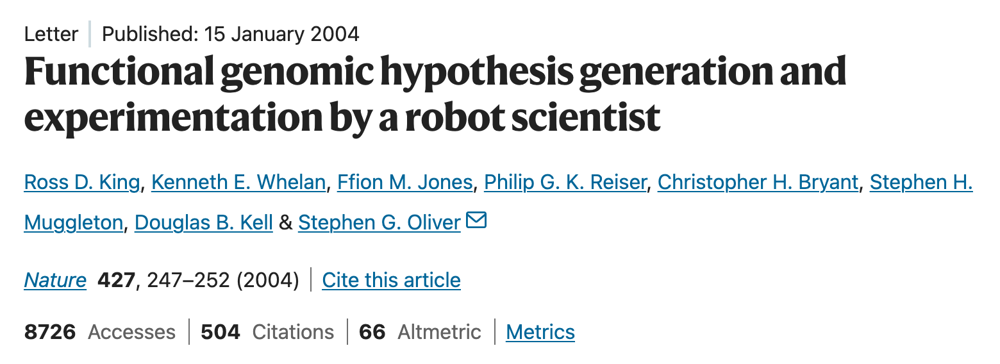 Letter | Published: 15 January 2004
Functional genomic hypothesis generation and
experimentation by a robot scientist
Ross D. King, Kenneth E. Whelan, Ffion M. Jones, Philip G. K. Reiser, Christopher H. Bryant, Stephen H.
Muggleton, Douglas B. Kell & Stephen G. Oliver
Nature 427, 247–252 (2004) | Cite this article
8726 Accesses | 504 Citations | 66 Altmetric | Metrics